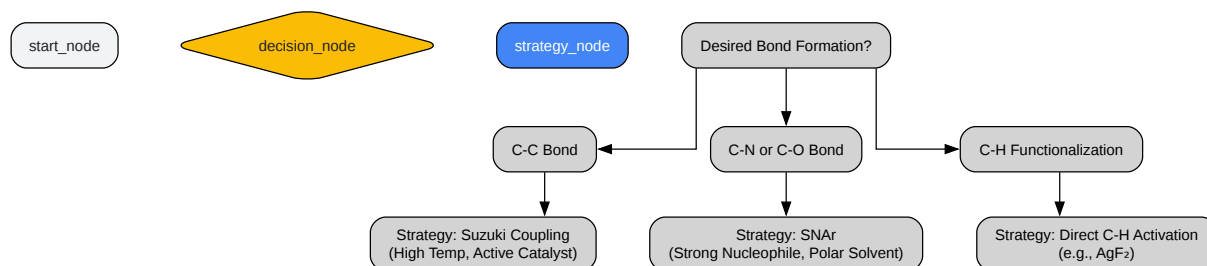 start_node
decision_node
strategy_node
Desired Bond Formation?
C-C Bond
C-N or C-O Bond
C-H Functionalization
Strategy: Suzuki Coupling
(High Temp, Active Catalyst)
Strategy: SNAr
(Strong Nucleophile, Polar Solvent)
Strategy: Direct C-H Activation
(e.g., AgF₂)